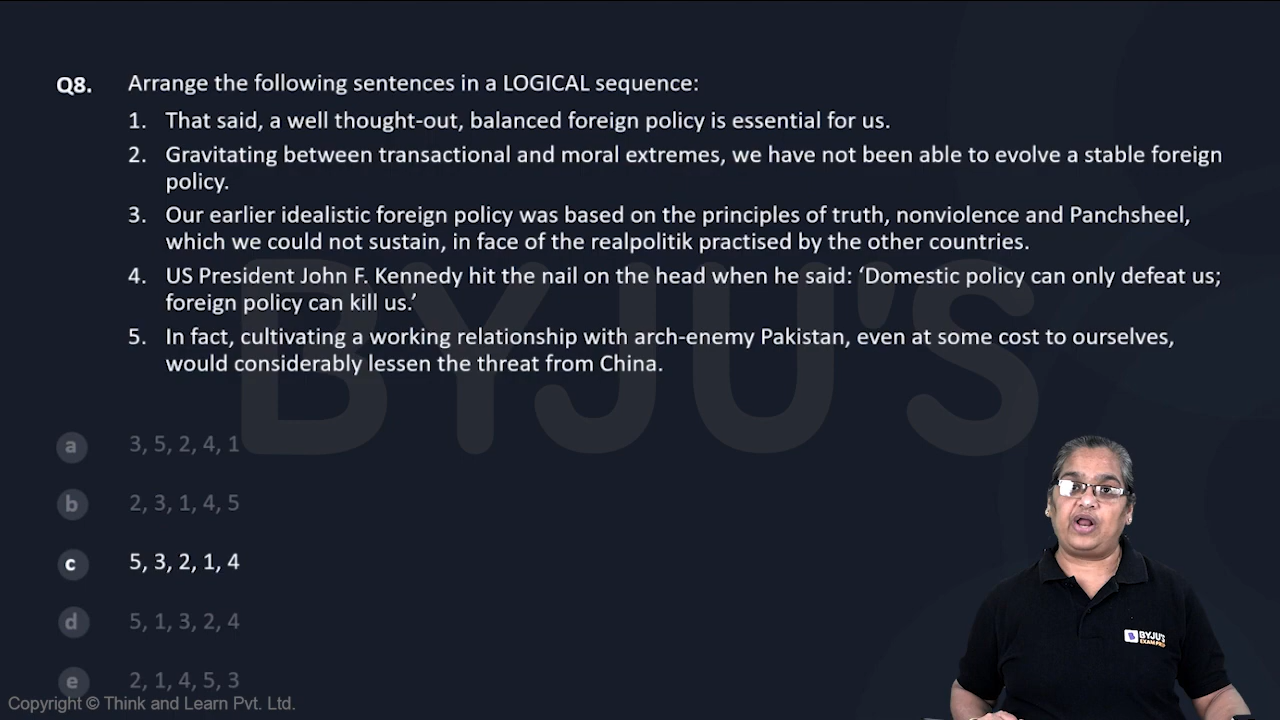 Q8. Arrange the following sentences in a LOGICAL sequence:
1. That said, a well thought-out, balanced foreign policy is essential for us.
2. Gravitating between transactional and moral extremes, we have not been able to evolve a stable foreign
policy.
3. Our earlier idealistic foreign policy was based on the principles of truth, nonviolence and Panchsheel,
which we could not sustain, in face of the realpolitik practised by the other countries.
4. US President John F. Kennedy hit the nail on the head when he said: ‘Domestic policy can only defeat us;
foreign policy can kill us.’
5. In fact, cultivating a working relationship with arch-enemy Pakistan, even at some cost to ourselves,
would considerably lessen the threat from China.
BYJU'S
a 3, 5, 2, 4, 1
b 2, 3, 1, 4, 5
c 5, 3, 2, 1, 4
d 5, 1, 3, 2, 4
e 2, 1, 4, 5, 3
BYJU'S
EXAM PREP
Copyright © Think and Learn Pvt. Ltd.